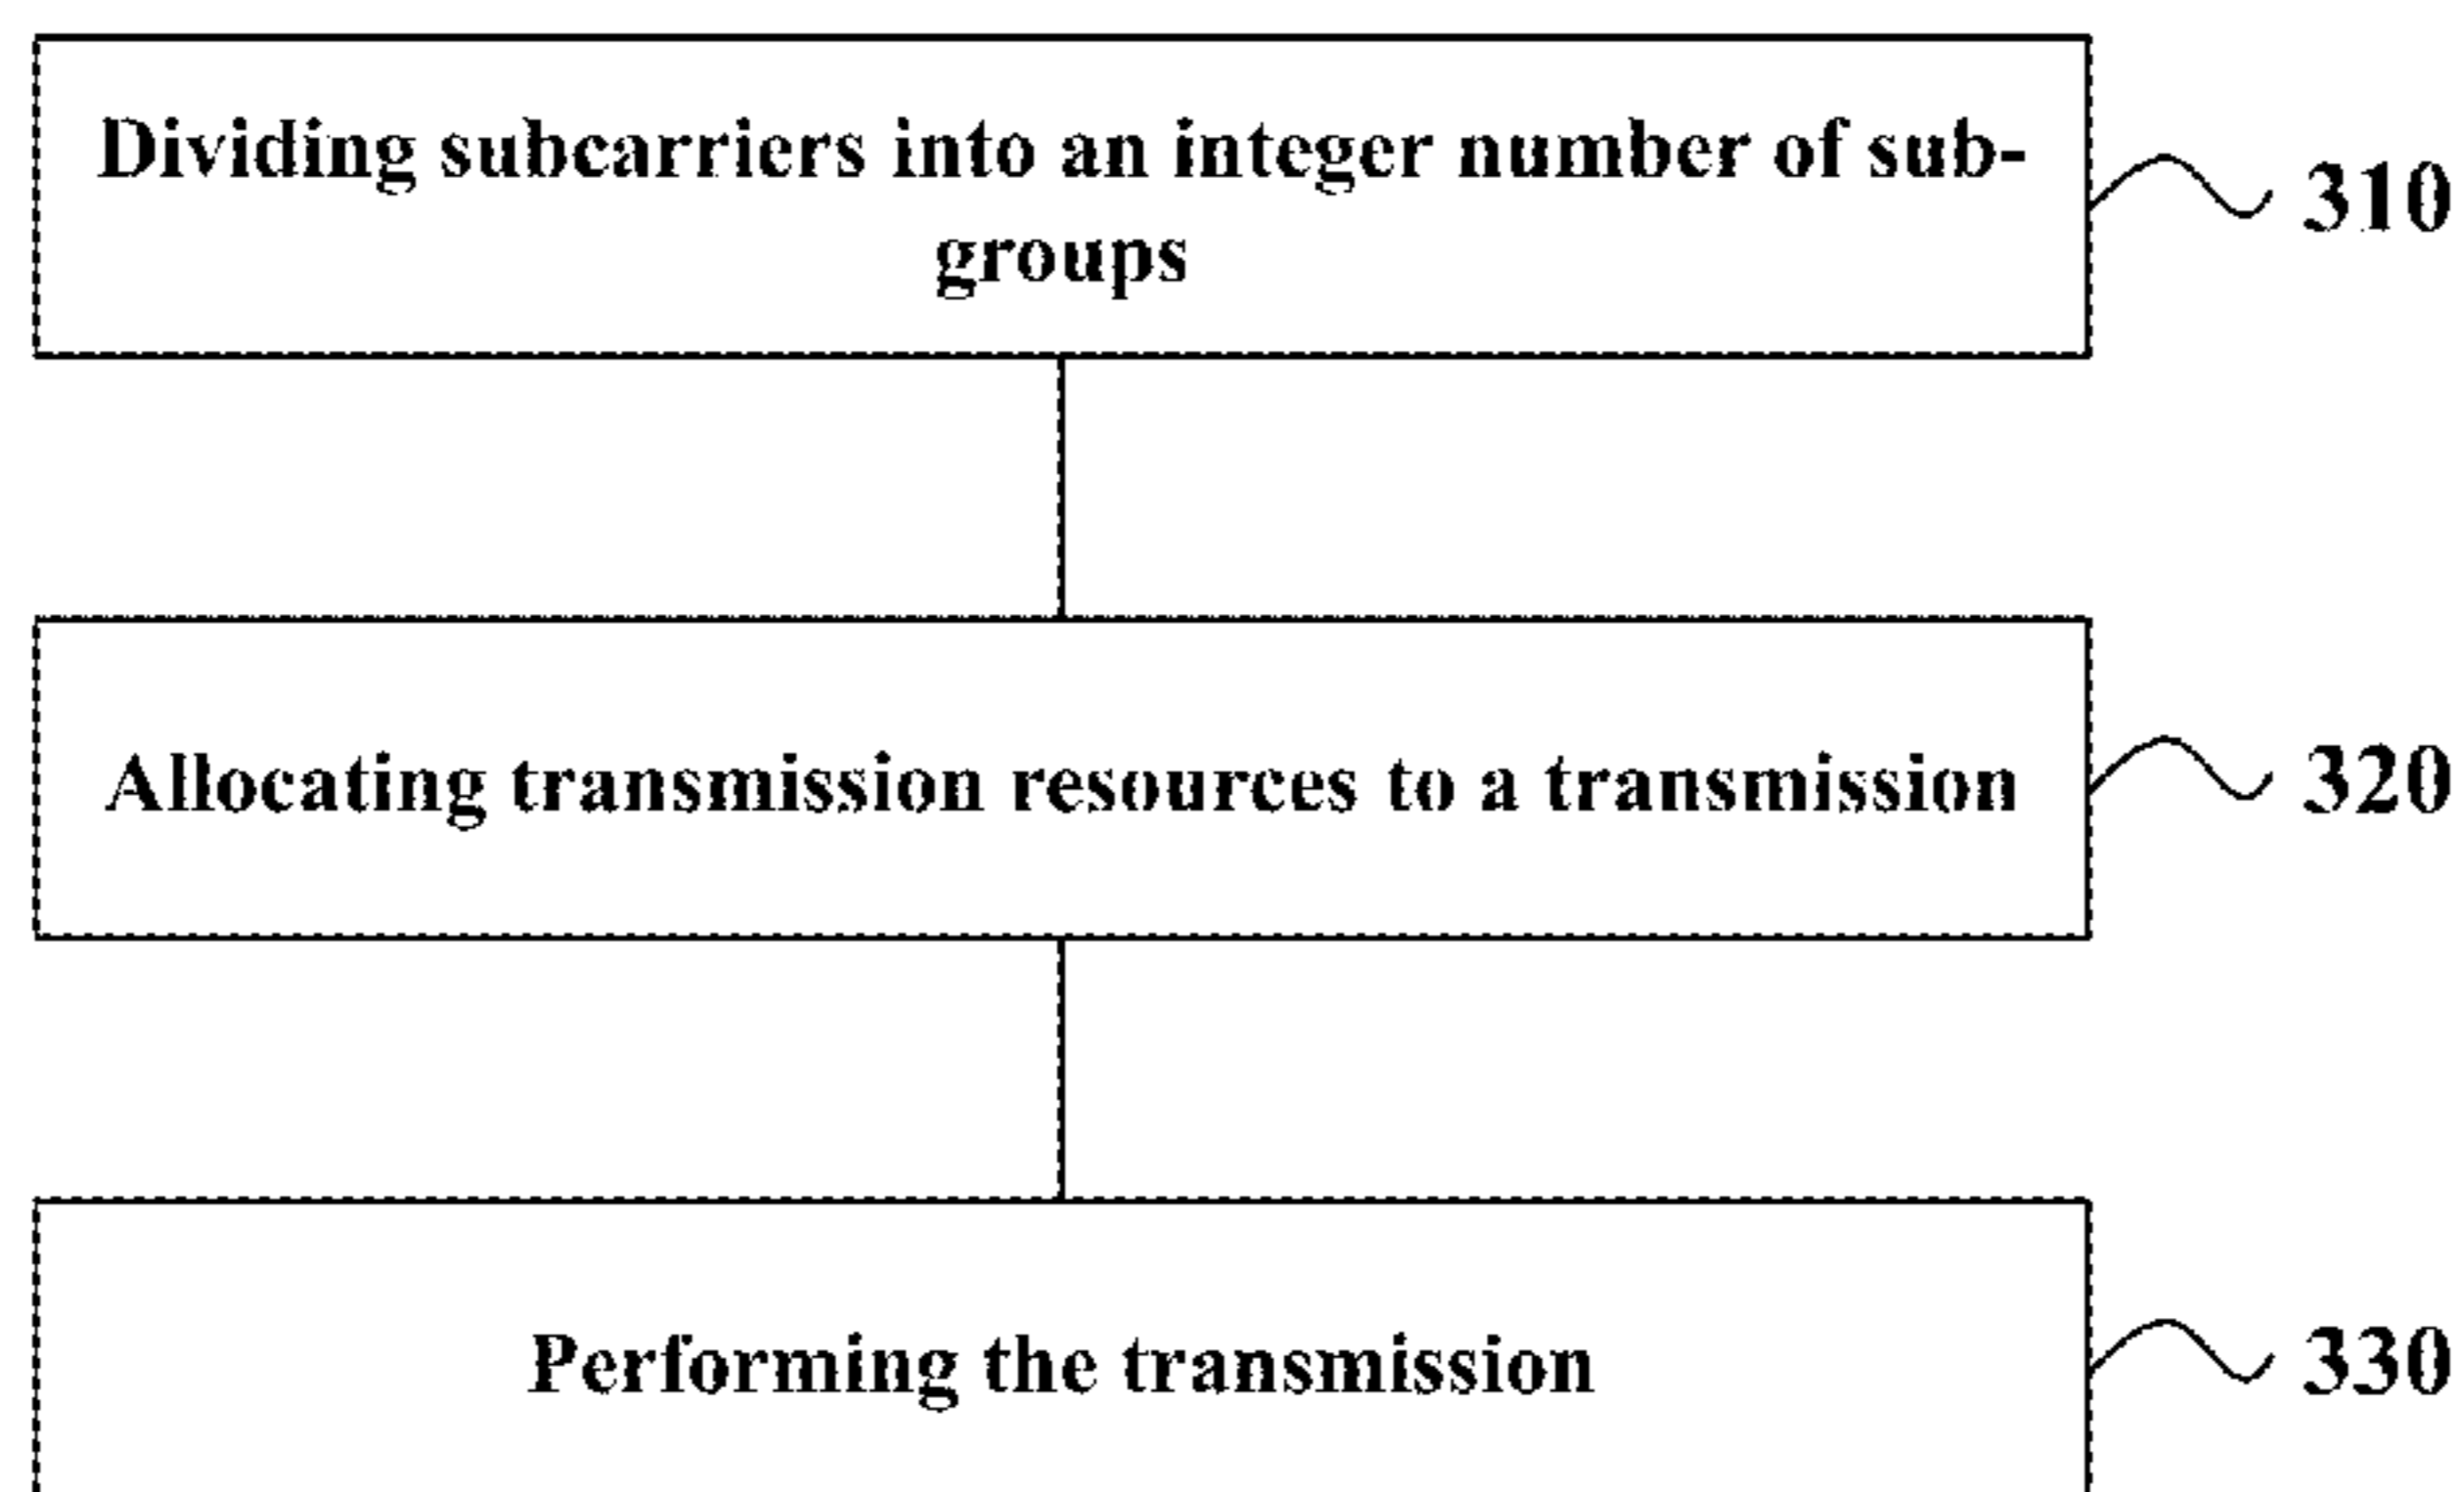 Dividing subcarriers into an integer number of sub-
groups
310
Allocating transmission resources to a transmission
320
Performing the transmission
330